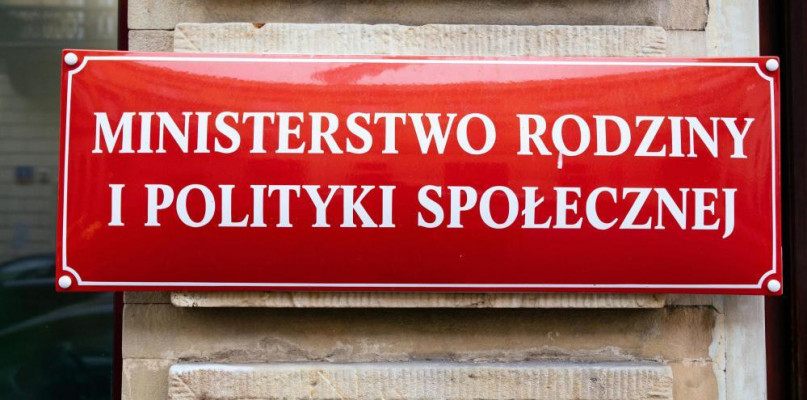 MINISTERSTWO RODZINY
I POLITYKI SPOŁECZNEJ